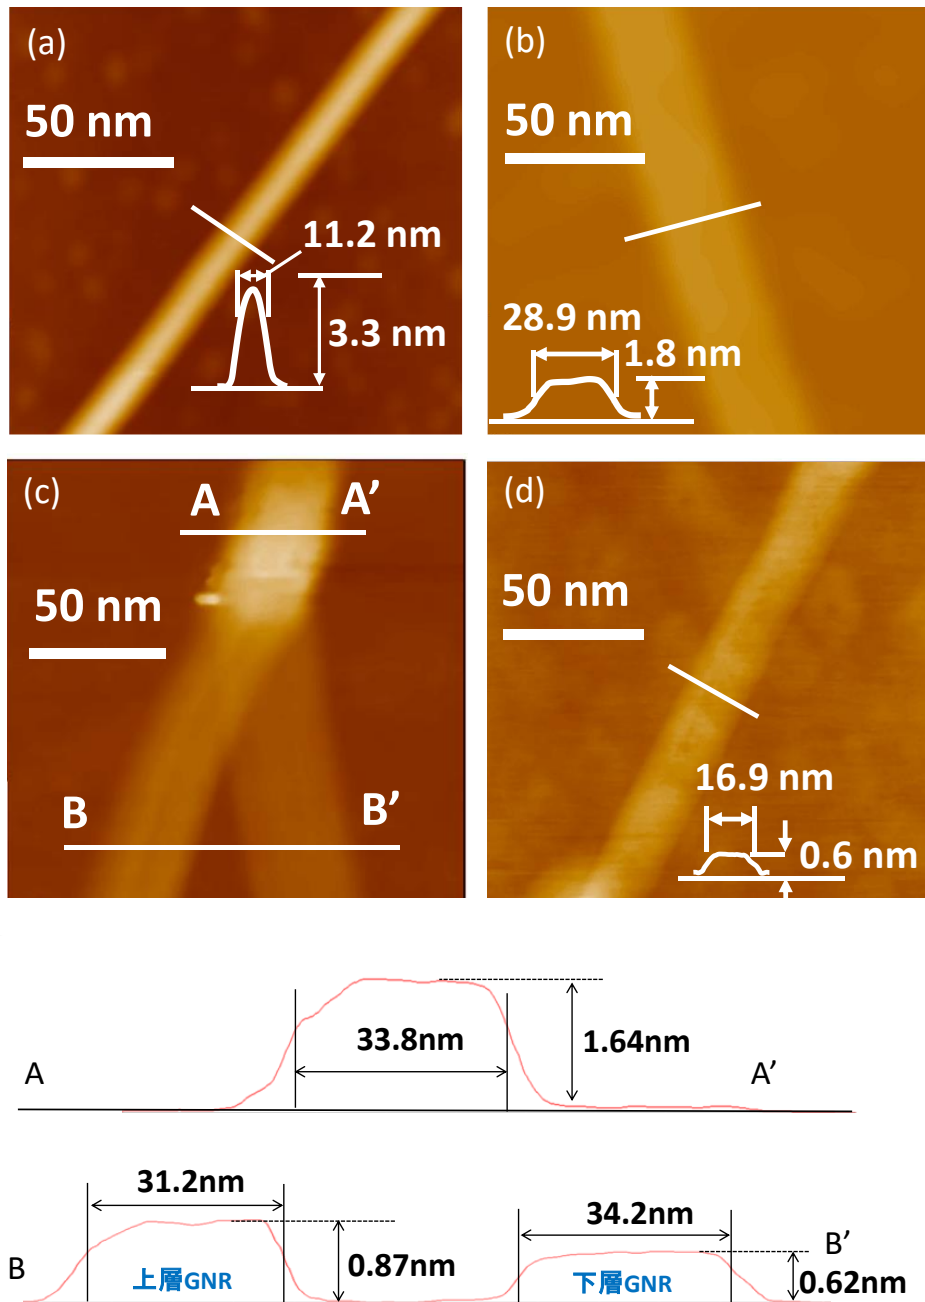 (a)
50 nm
11.2 nm
3.3 nm
(b)
50 nm
28.9 nm
1.8 nm
(c)
A A’
50 nm
B B’
(d)
50 nm
16.9 nm
0.6 nm
33.8nm
1.64nm
A A’
31.2nm
34.2nm
B 上層GNR 0.87nm
下層GNR B’
0.62nm